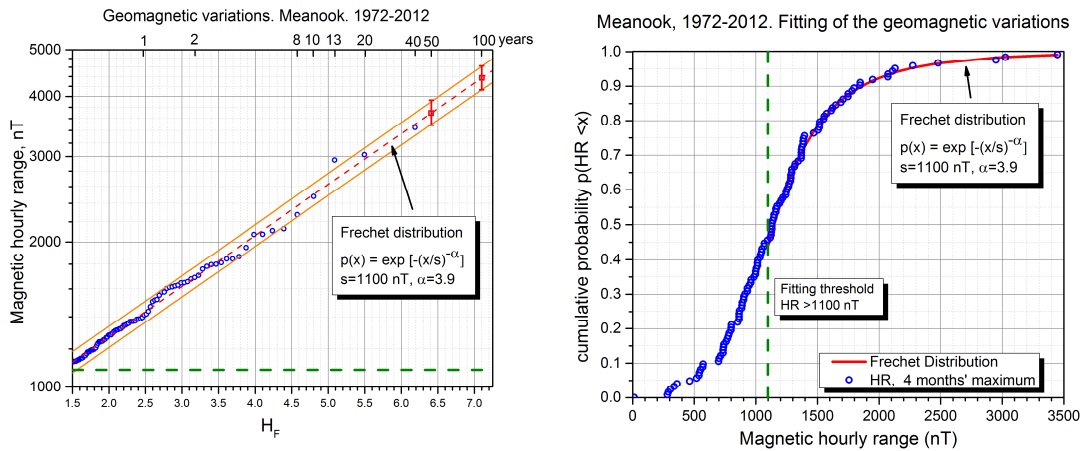 Geomagnetic variations. Meanook. 1972-2012
1 2 8 10 13 20 40 50 100 years
5000
4000
3000
2000
1000
Magnetic hourly range, nT
Frechet distribution
p(x) = exp [-(x/s)^-α]
s=1100 nT, α=3.9
1.5 2.0 2.5 3.0 3.5 4.0 4.5 5.0 5.5 6.0 6.5 7.0
H_F
Meanook, 1972-2012. Fitting of the geomagnetic variations
1.0
0.9
0.8
0.7
0.6
0.5
0.4
0.3
0.2
0.1
0.0
cumulative probability p(HR <x)
Frechet distribution
p(x) = exp [-(x/s)^-α]
s=1100 nT, α=3.9
Fitting threshold
HR >1100 nT
Frechet Distribution
HR, 4 months' maximum
0 500 1000 1500 2000 2500 3000 3500
Magnetic hourly range (nT)